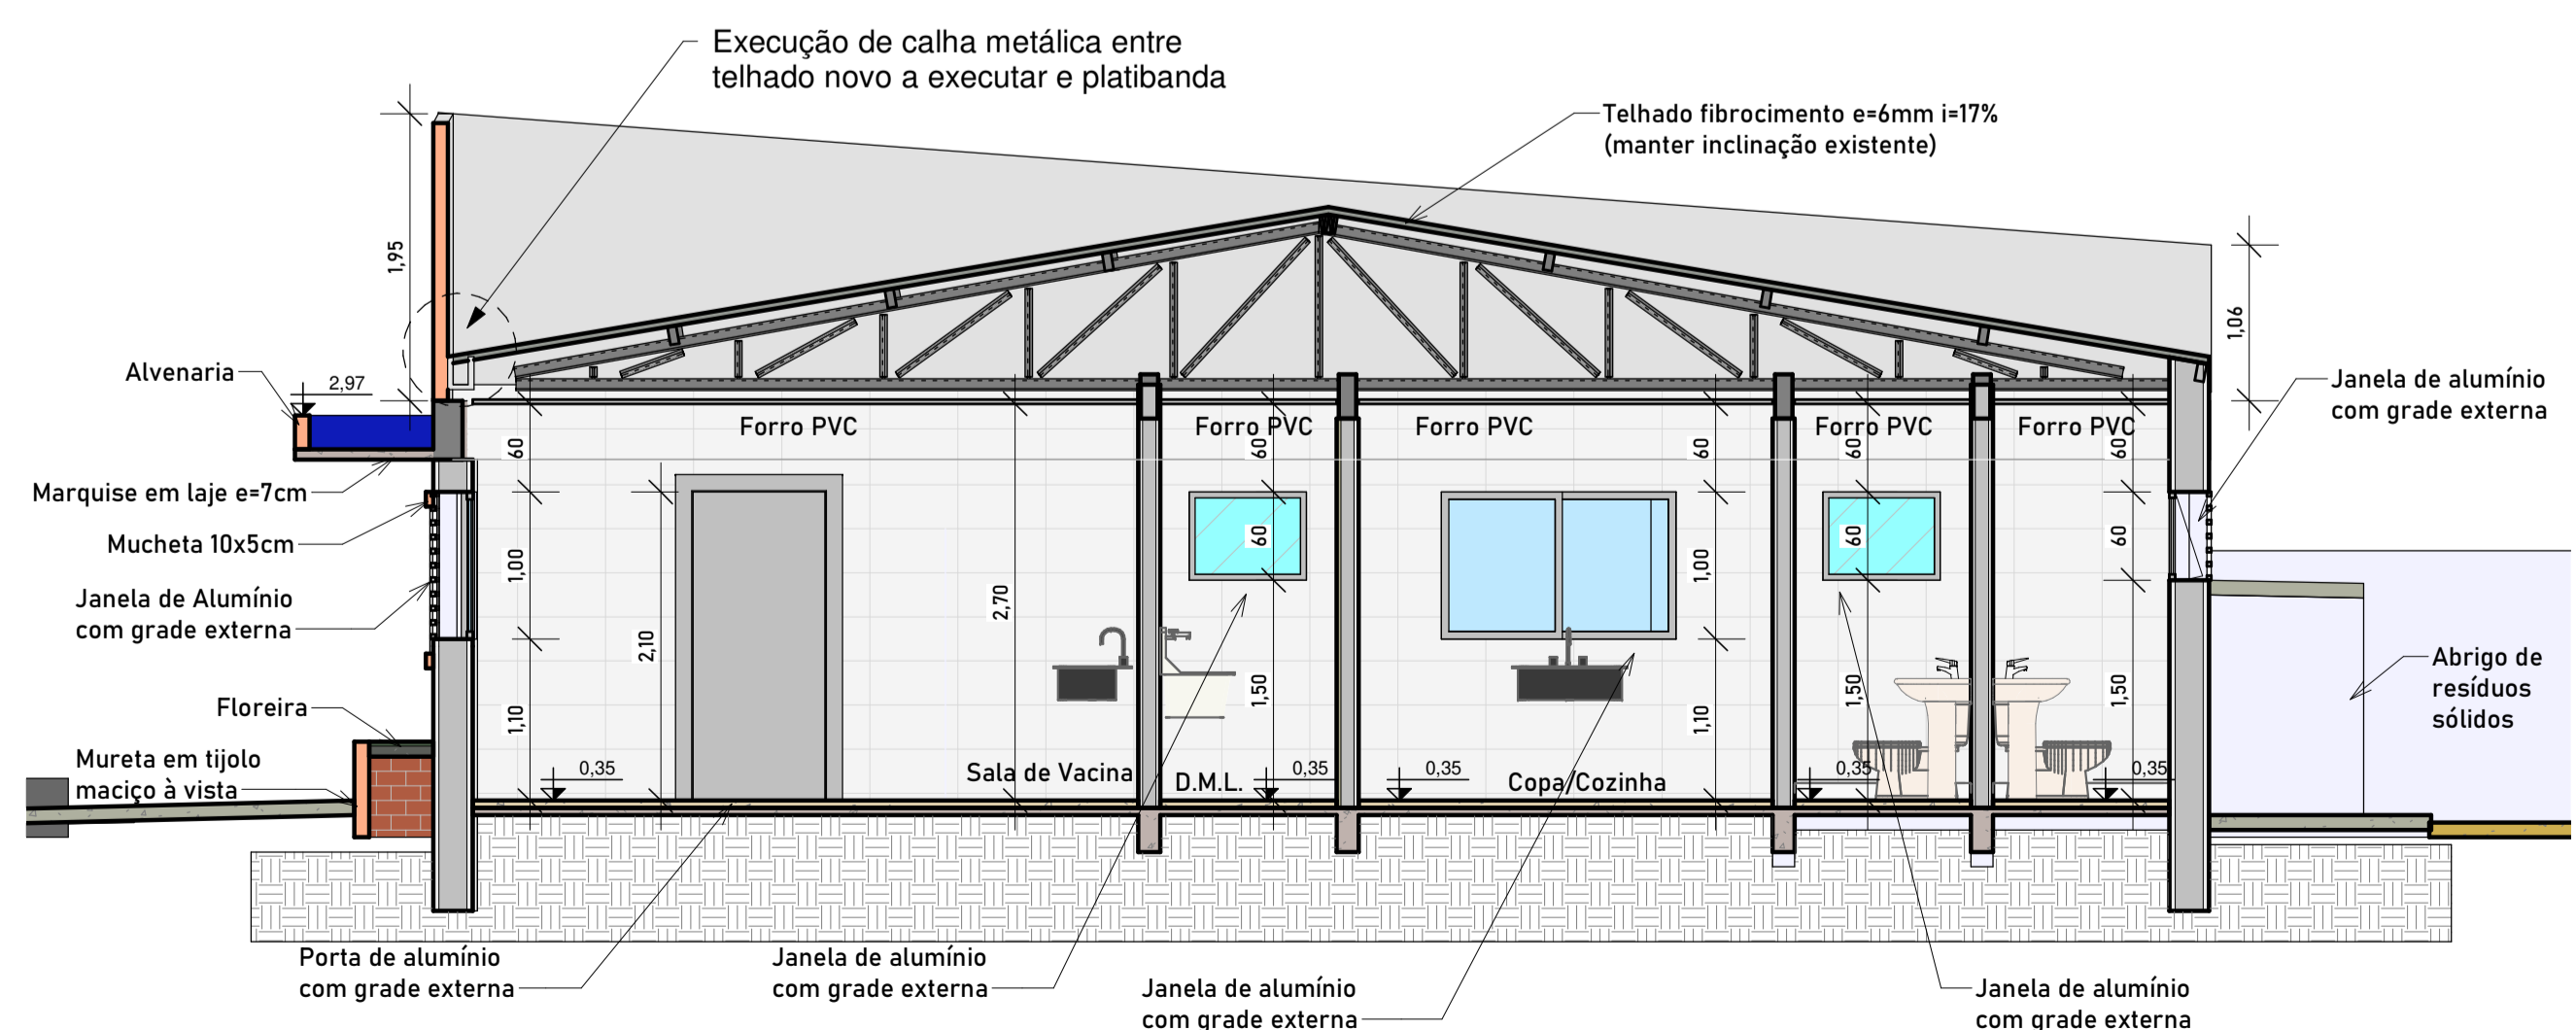 Execução de calha metálica entre
telhado novo a executar e platibanda
Telhado fibrocimento e=6mm i=17%
(manter inclinação existente)
1,95
1,06
Alvenaria
2,97
Janela de alumínio
com grade externa
Forro PVC
Forro PVC
Forro PVC
Forro PVC
Forro PVC
60
60
60
60
60
Marquise em laje e=7cm
Mucheta 10x5cm
Janela de Alumínio
com grade externa
1,00
2,10
2,70
60
1,00
60
60
1,10
1,50
1,10
1,50
1,50
Abrigo de
resíduos
sólidos
Floreira
Mureta em tijolo
maciço à vista
0,35
Sala de Vacina
D.M.L.
0,35
0,35
Copa/Cozinha
0,35
0,35
Porta de alumínio
com grade externa
Janela de alumínio
com grade externa
Janela de alumínio
com grade externa
Janela de alumínio
com grade externa